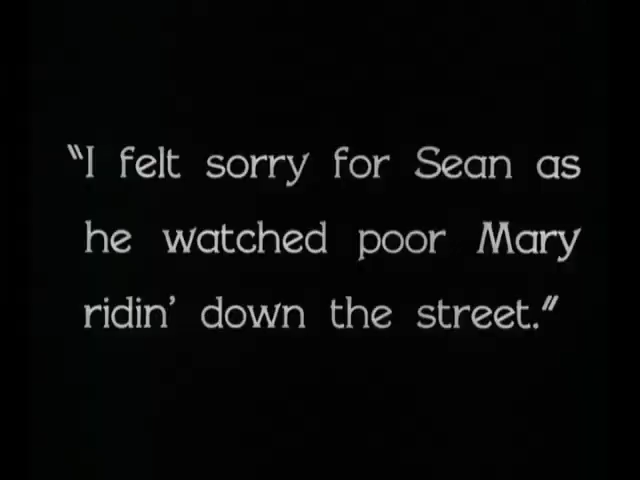 "I felt sorry for Sean as
he watched poor Mary
ridin' down the street."